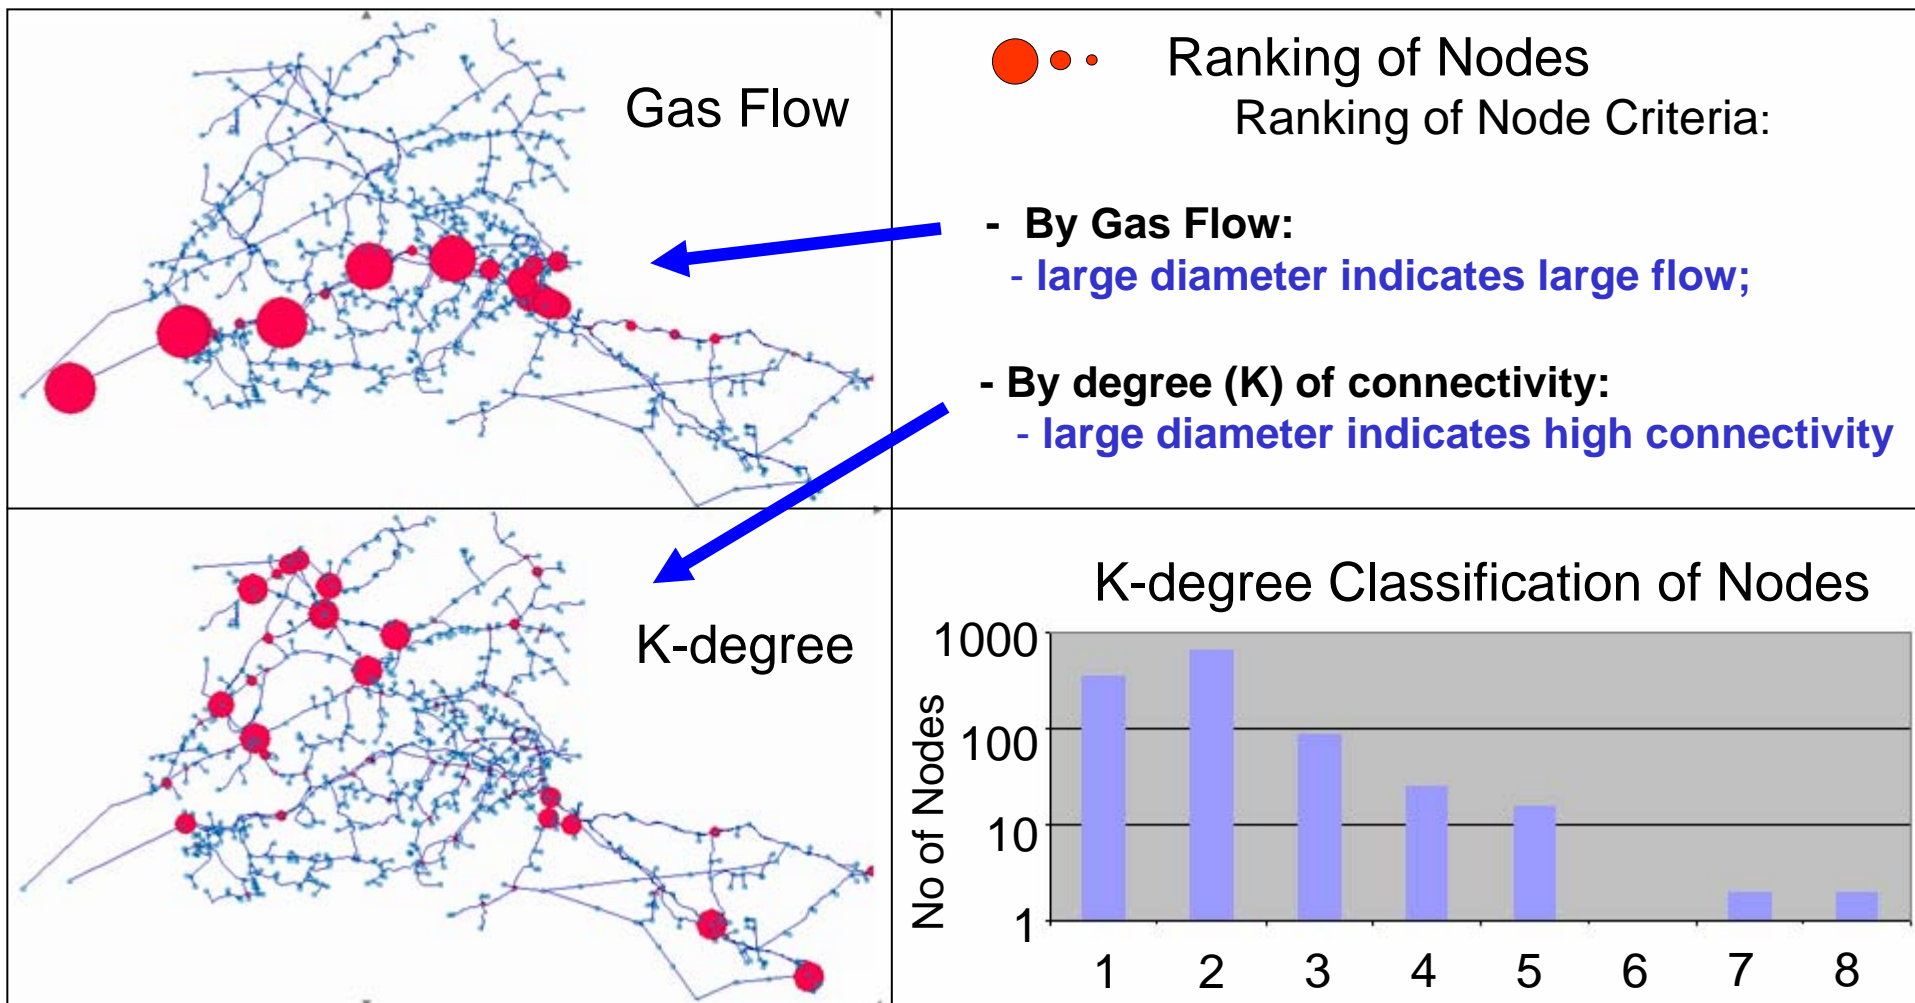 Gas Flow
Ranking of Nodes
Ranking of Node Criteria:
- By Gas Flow:
- large diameter indicates large flow;
- By degree (K) of connectivity:
- large diameter indicates high connectivity
K-degree
K-degree Classification of Nodes
No of Nodes
1000
100
10
1
1 2 3 4 5 6 7 8